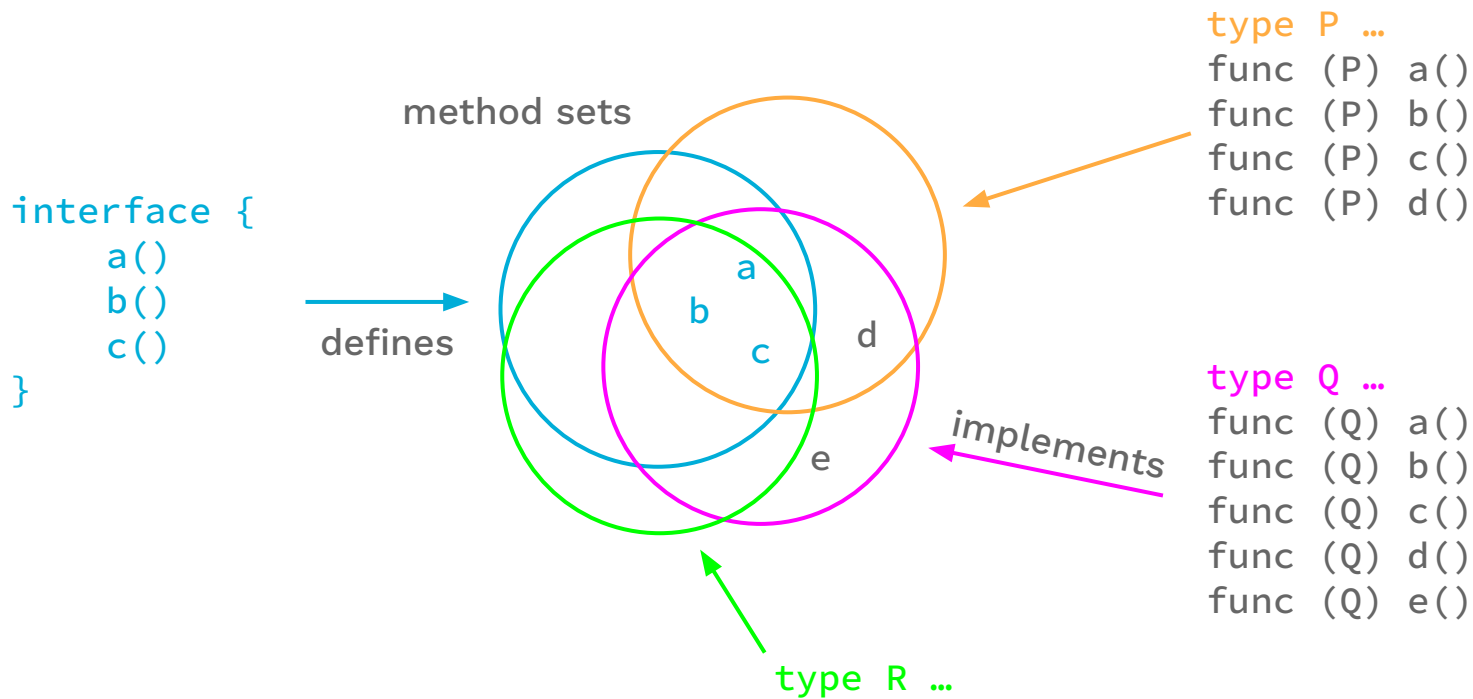 method sets
interface {
a()
b()
c()
}
defines
a
b
c
d
e
type P …
func (P) a()
func (P) b()
func (P) c()
func (P) d()
implements
type Q …
func (Q) a()
func (Q) b()
func (Q) c()
func (Q) d()
func (Q) e()
type R …